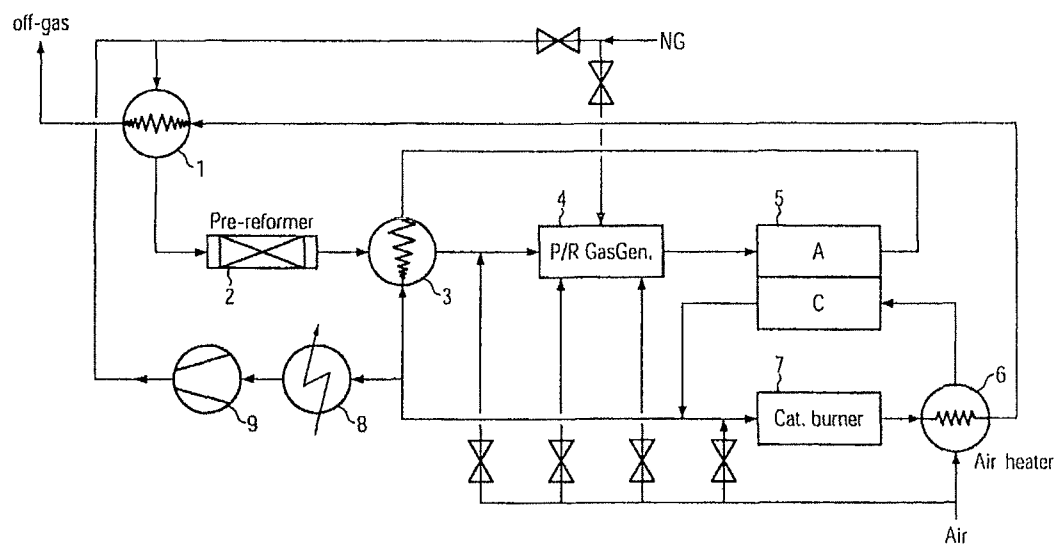 off-gas
NG
1
Pre-reformer
2
3
4
P/R GasGen.
5
A
C
6
7
Cat. burner
8
9
Air heater
Air